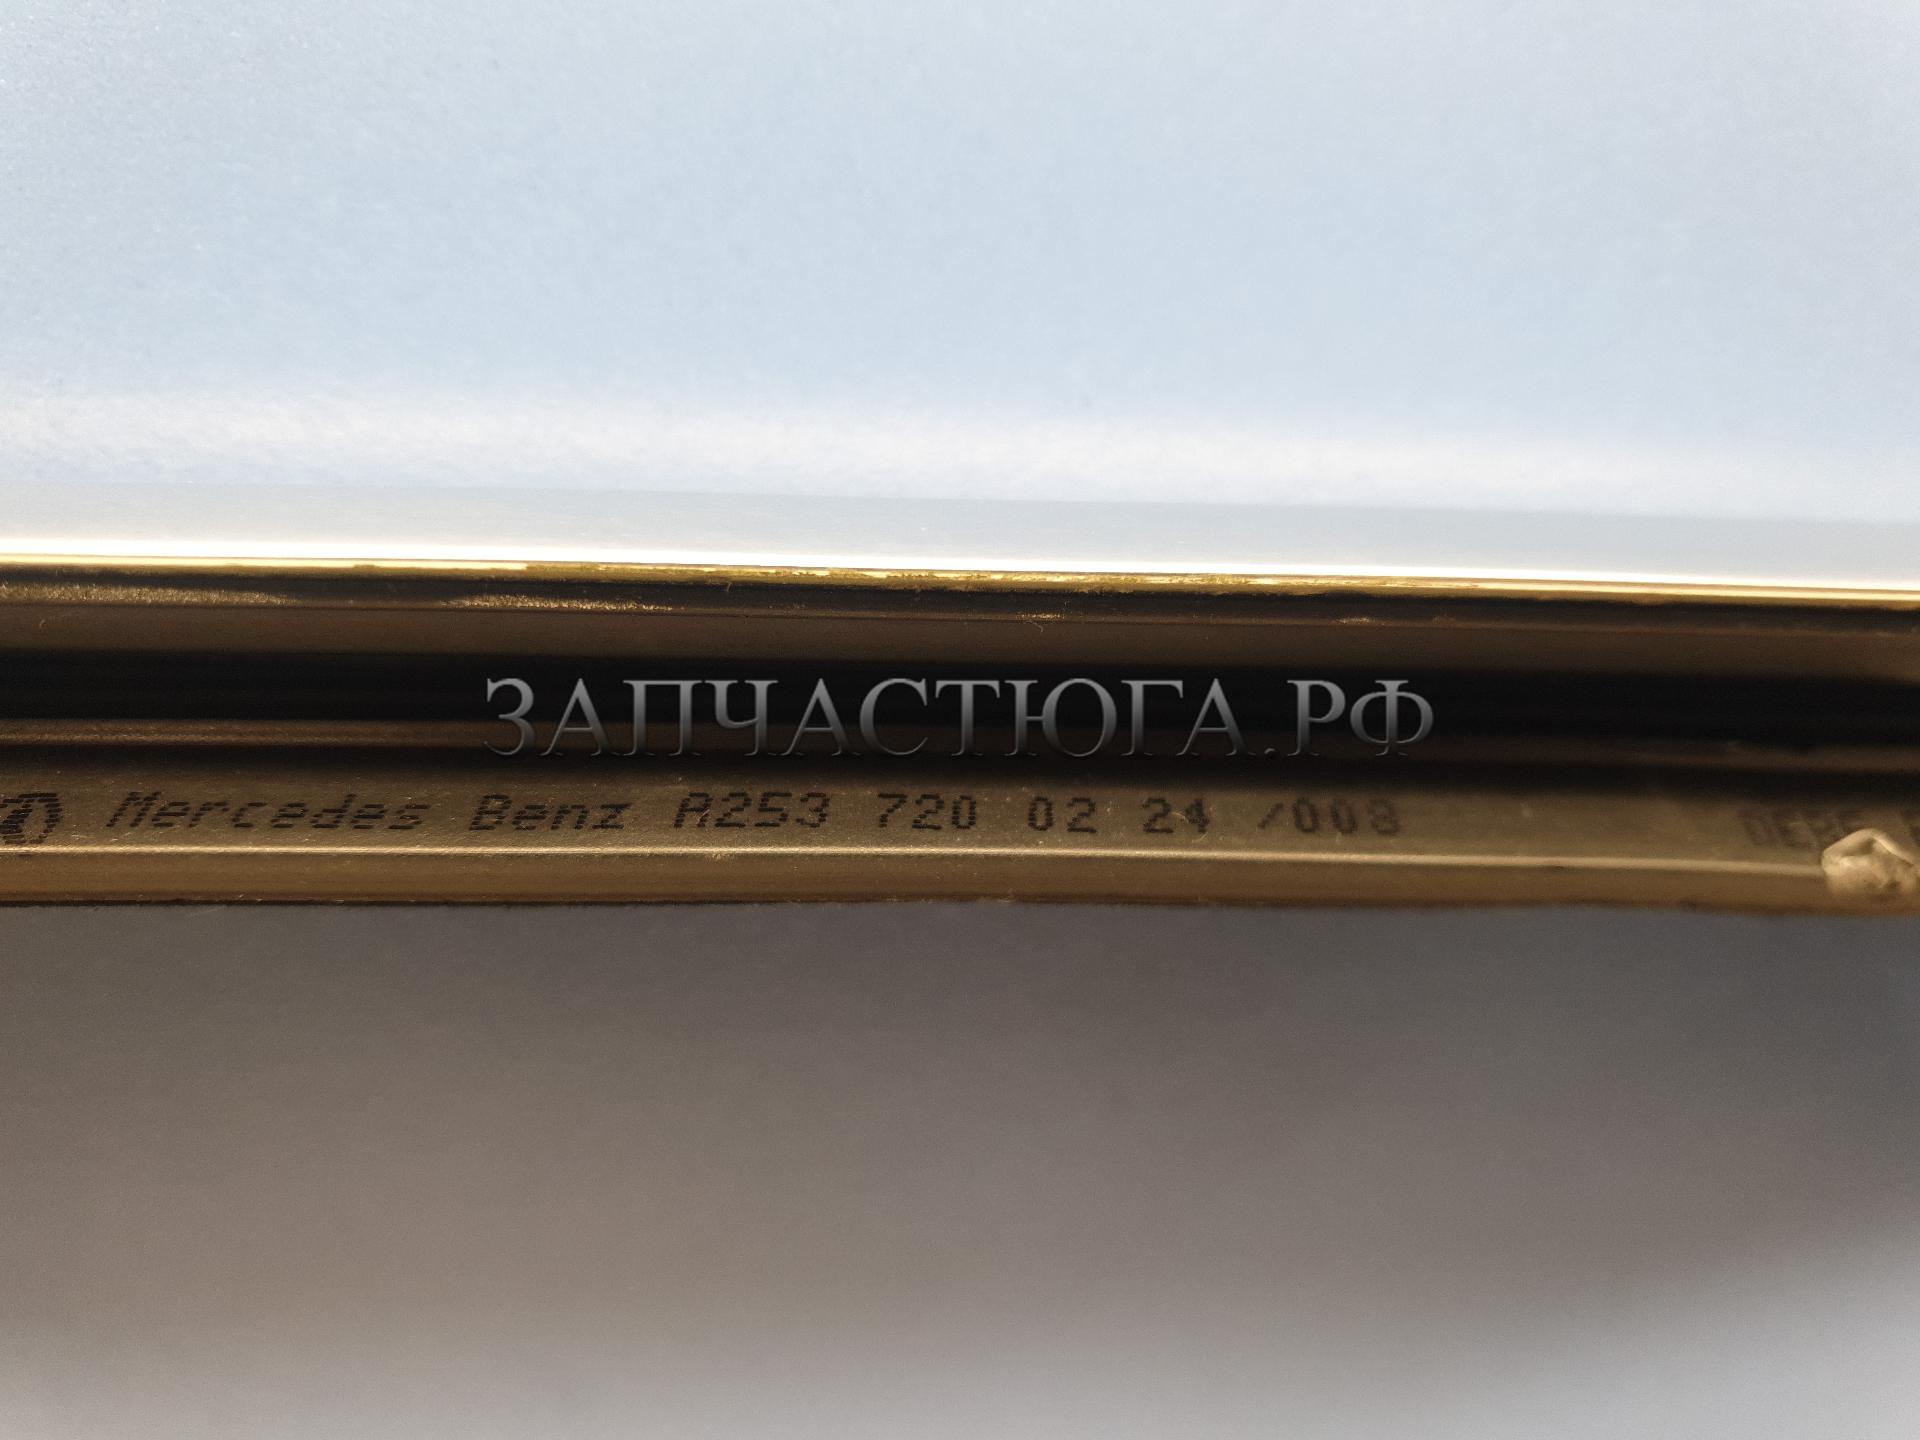 ЗАПЧАСТЮГА.РФ
Mercedes Benz A253 720 02 24 /008